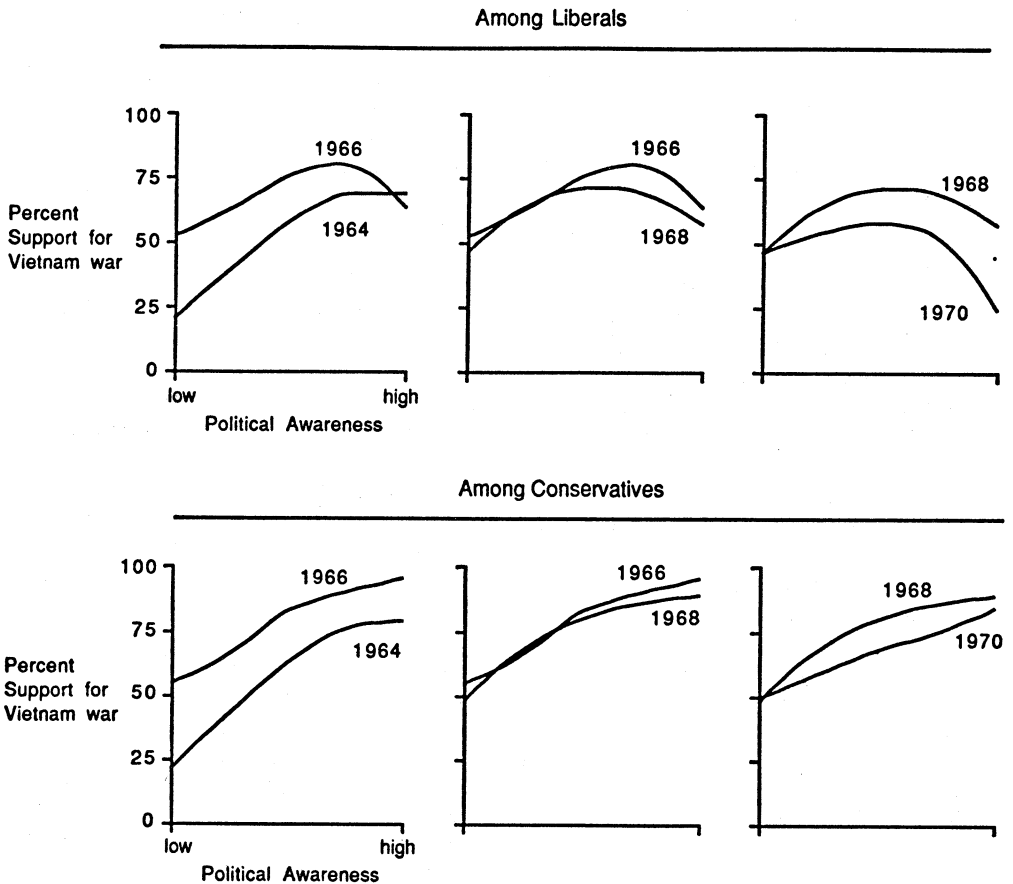 Among Liberals
100
75
50
25
0
Percent
Support for
Vietnam war
1966
1964
low
high
Political Awareness
1966
1968
1968
1970
Among Conservatives
100
75
50
25
0
Percent
Support for
Vietnam war
1966
1964
low
high
Political Awareness
1966
1968
1968
1970